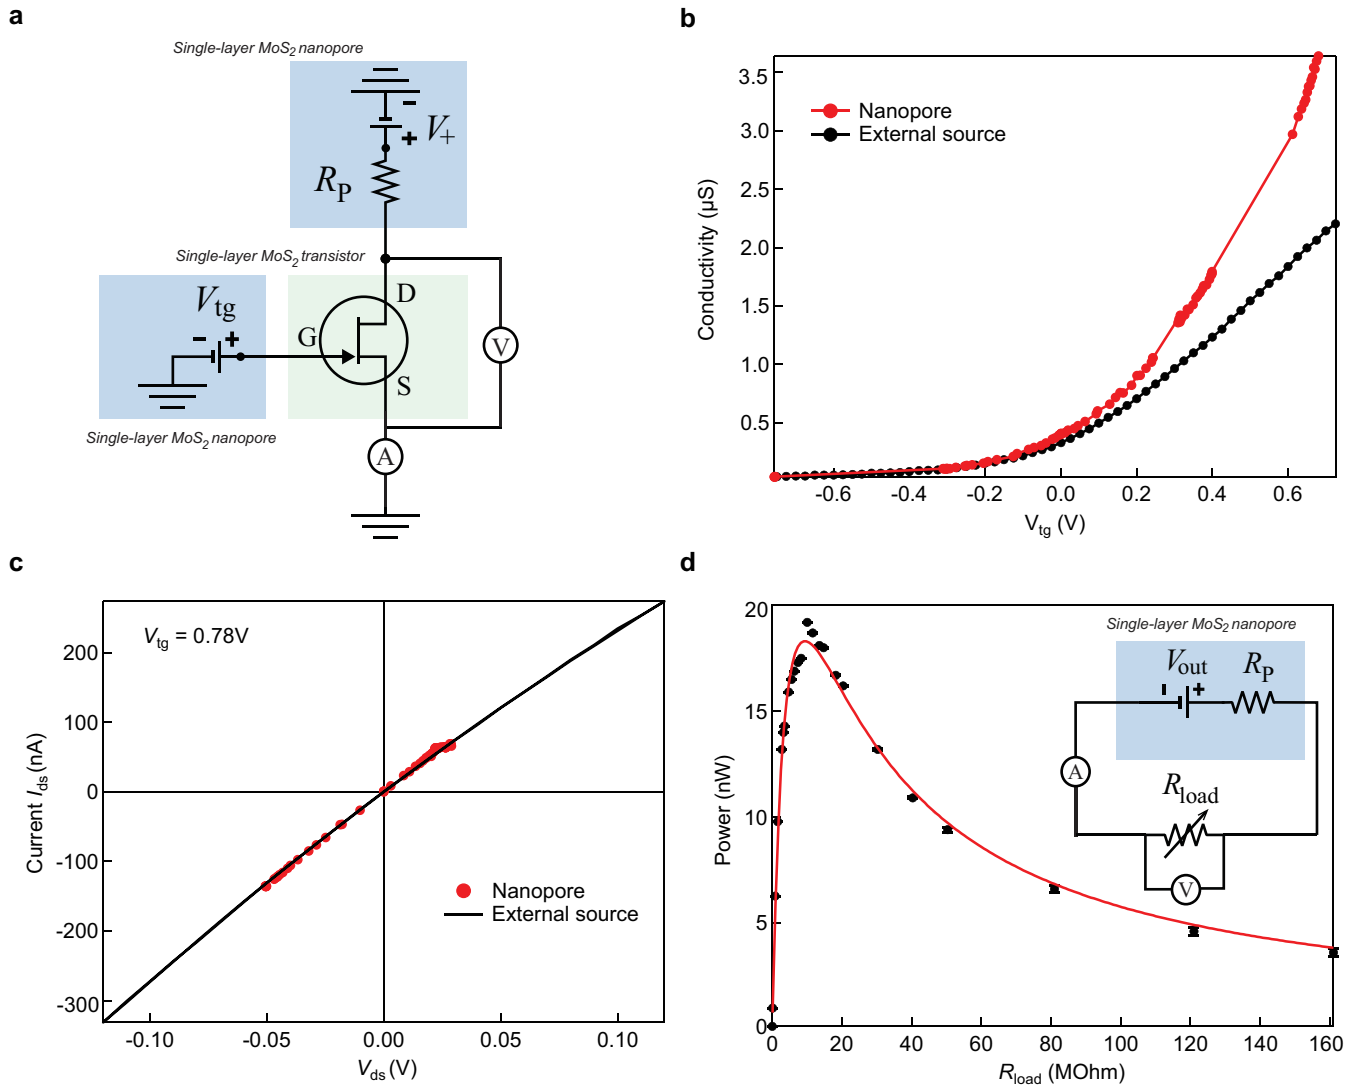 a
Single-layer MoS2 nanopore
-
+
V+
RP
Single-layer MoS2 transistor
Vtg
- +
G
D
S
V
A
Single-layer MoS2 nanopore
b
Nanopore
External source
Conductivity (µS)
3.5
3.0
2.5
2.0
1.5
1.0
0.5
-0.6 -0.4 -0.2 0.0 0.2 0.4 0.6
Vtg (V)
c
Vtg = 0.78V
Current Ids (nA)
200
100
0
-100
-200
-300
Nanopore
External source
-0.10 -0.05 0.00 0.05 0.10
Vds (V)
d
Power (nW)
20
15
10
5
0
Single-layer MoS2 nanopore
Vout RP
- +
A
Rload
V
0 20 40 60 80 100 120 140 160
Rload (MOhm)